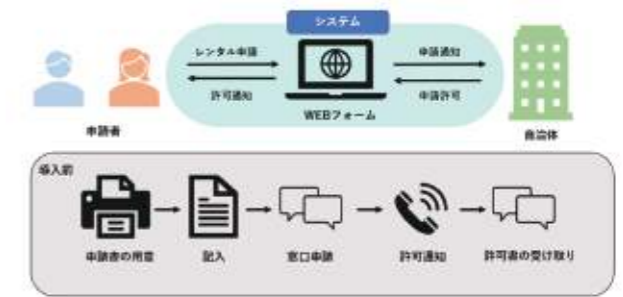 システム
レンタル申請
申請通知
許可通知
申請許可
WEBフォーム
申請者
自治体
導入前
申請書の用意
記入
窓口申請
許可通知
許可書の受け取り